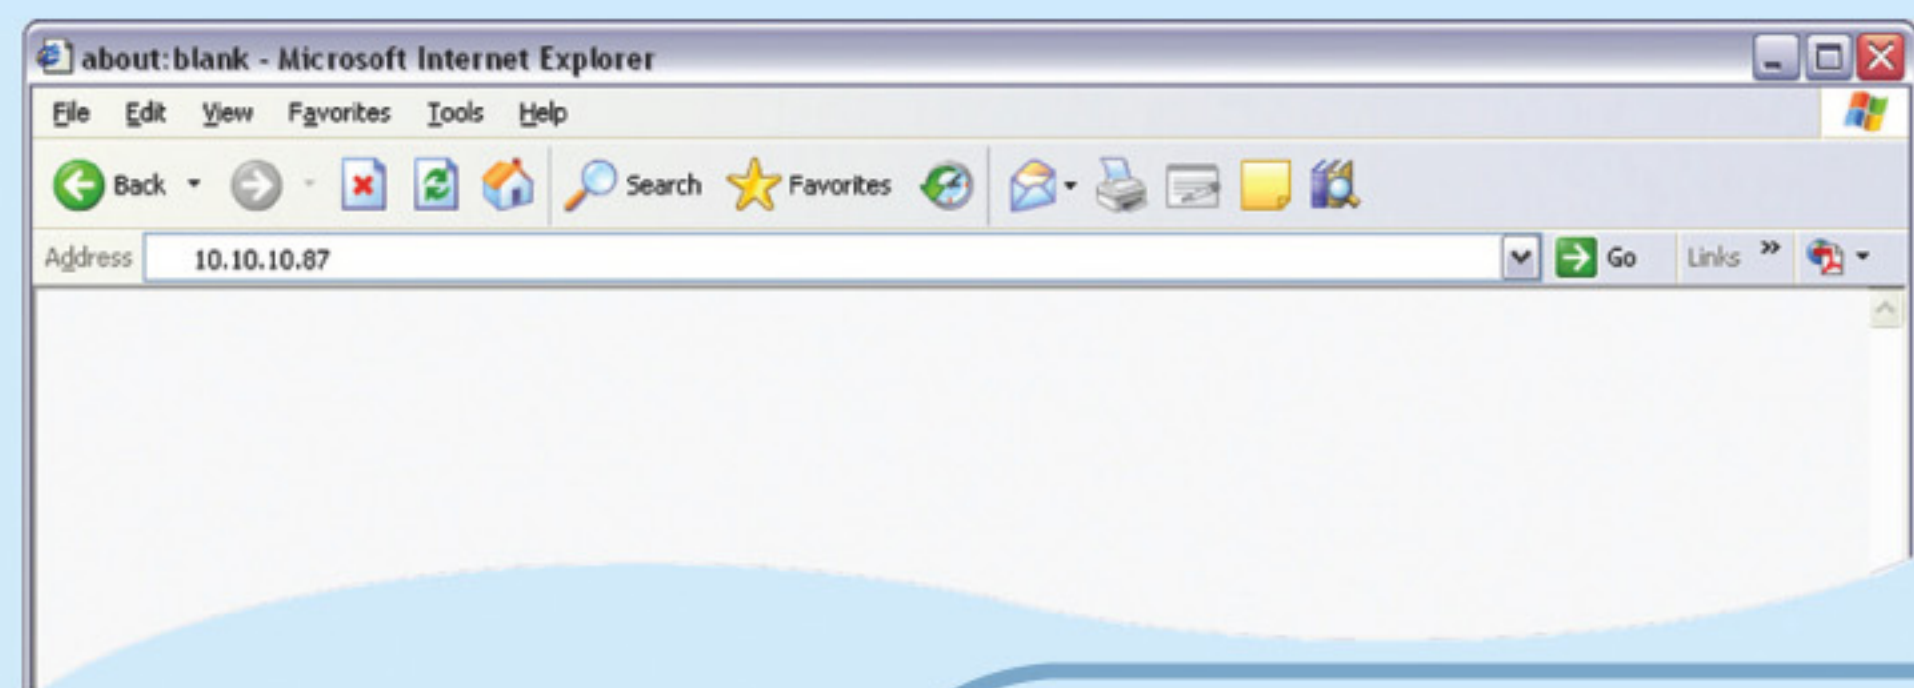 about:blank - Microsoft Internet Explorer
File Edit View Favorites Tools Help
Back Search Favorites
Address 10.10.10.87 Go Links »